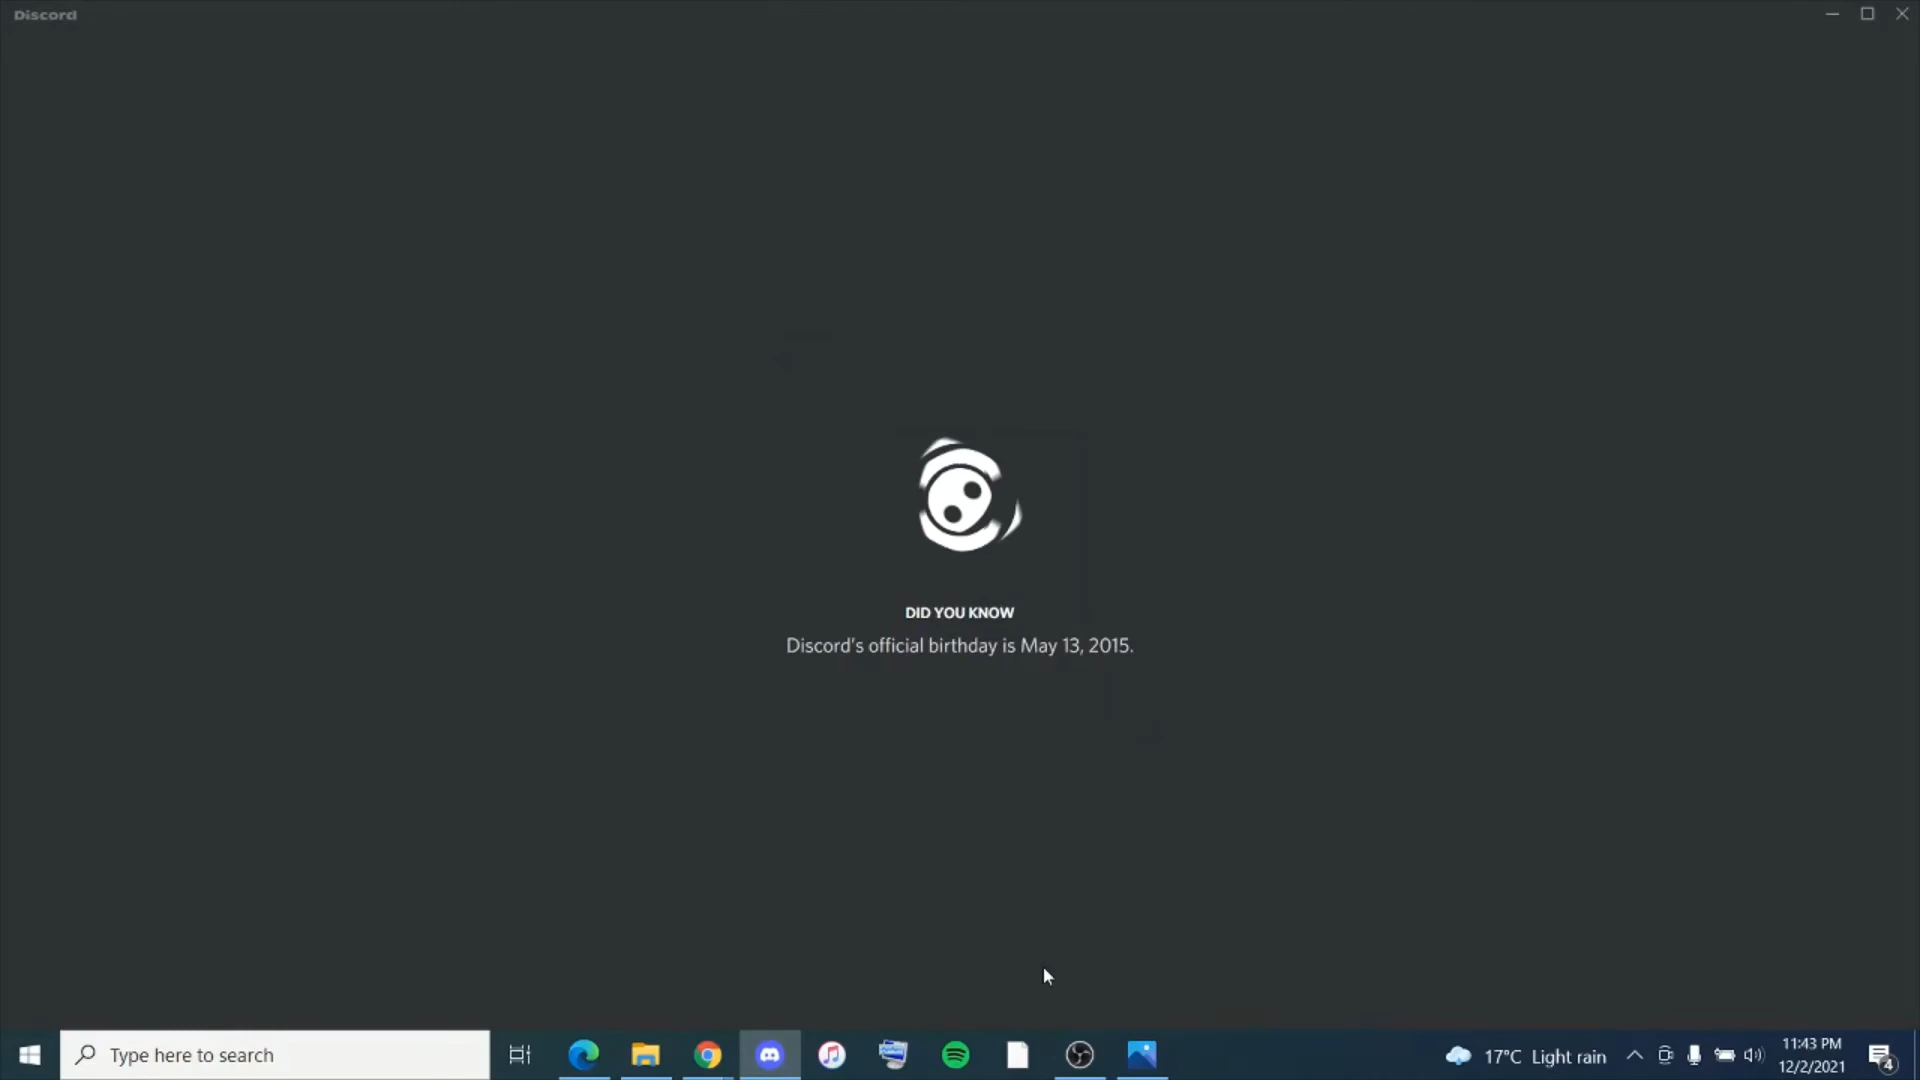 Discord
DID YOU KNOW
Discord's official birthday is May 13, 2015.
Type here to search
17°C Light rain
11:43 PM
12/2/2021
4